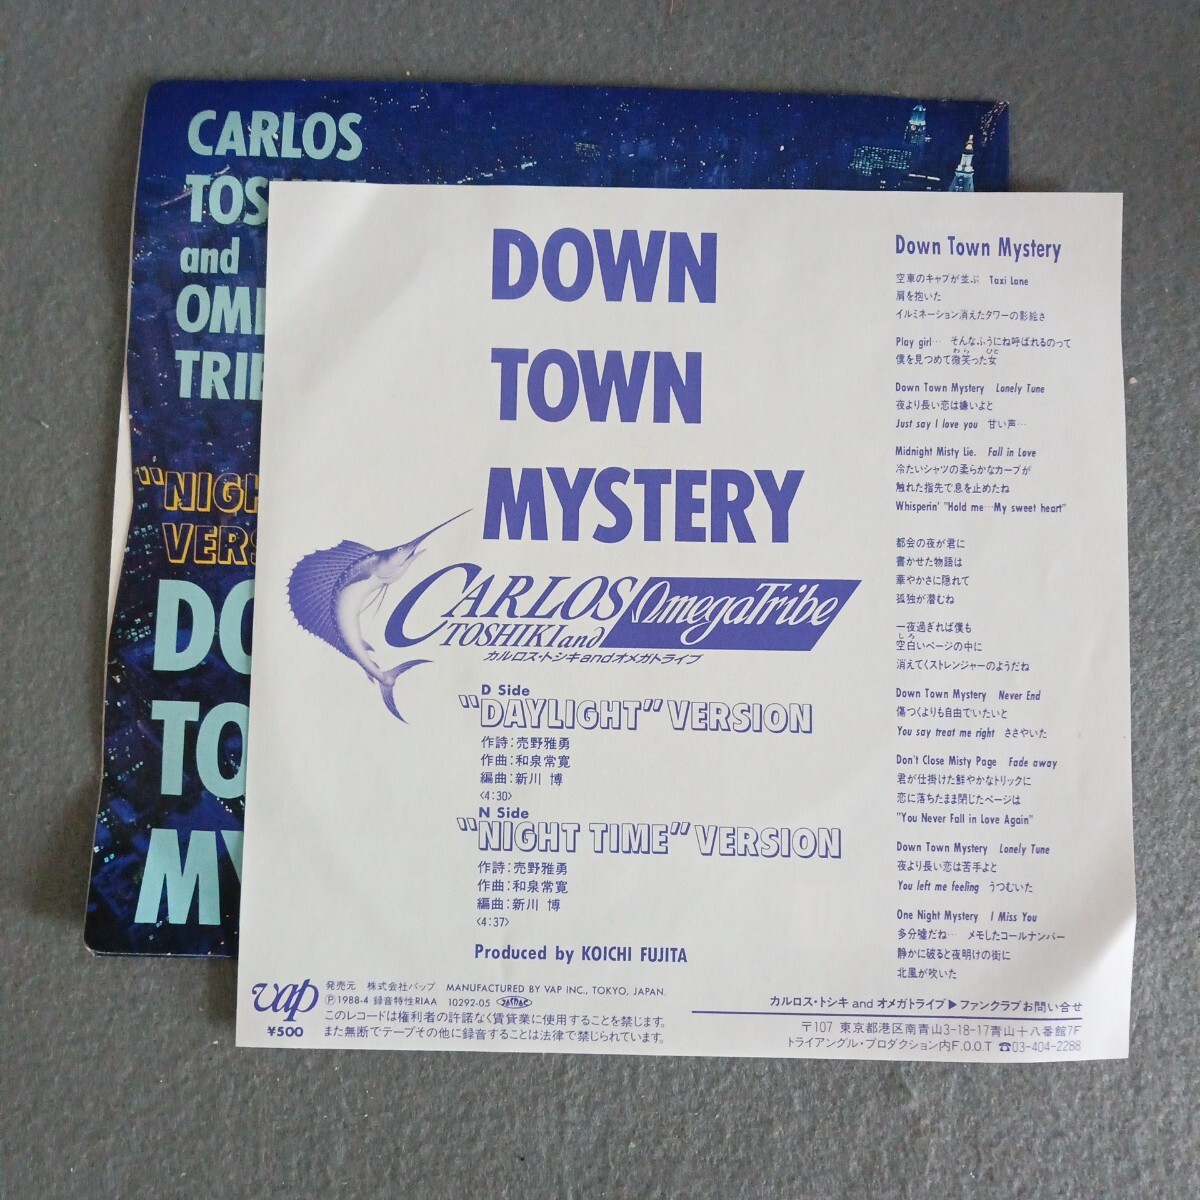 CARLOS
TOS
and
OME
TRIB
"NIGH
VERS
DO
TO
MY
DOWN
TOWN
MYSTERY
CARLOS
TOSHIKI and
OmegaTribe
カルロス・トシキandオメガトライブ
D Side
"DAYLIGHT" VERSION
作詩:売野雅勇
作曲:和泉常寛
編曲:新川 博
〈4:30〉
N Side
"NIGHT TIME" VERSION
作詩:売野雅勇
作曲:和泉常寛
編曲:新川 博
〈4:37〉
Produced by KOICHI FUJITA
vap
¥500
発売元 株式会社バップ MANUFACTURED BY VAP INC., TOKYO, JAPAN.
Ⓟ1988-4 録音特性RIAA 10292-05
このレコードは権利者の許諾なく賃貸業に使用することを禁じます。
また無断でテープその他に録音することは法律で禁じられています。
Down Town Mystery
空車のキャブが並ぶ Taxi Lane
肩を抱いた
イルミネーション消えたタワーの影絵さ
Play girl… そんなふうにね呼ばれるのって
わら ひと
僕を見つめて微笑った女
Down Town Mystery Lonely Tune
夜より長い恋は嫌いよと
Just say I love you 甘い声…
Midnight Misty Lie. Fall in Love
冷たいシャツの柔らかなカーブが
触れた指先で息を止めたね
Whisperin' "Hold me…My sweet heart"
都会の夜が君に
書かせた物語は
華やかさに隠れて
孤独が潜むね
一夜過ぎれば僕も
しろ
空白いページの中に
消えてくストレンジャーのようだね
Down Town Mystery Never End
傷つくよりも自由でいたいと
You say treat me right ささやいた
Don't Close Misty Page Fade away
君が仕掛けた鮮やかなトリックに
恋に落ちたまま閉じたページは
"You Never Fall in Love Again"
Down Town Mystery Lonely Tune
夜より長い恋は苦手よと
You left me feeling うつむいた
One Night Mystery I Miss You
多分嘘だね… メモしたコールナンバー
静かに破ると夜明けの街に
北風が吹いた
カルロス・トシキ and オメガトライブ▶ファンクラブお問い合せ
〒107 東京都港区南青山3-18-17青山十八番館7F
トライアングル・プロダクション内F.O.O.T ☎03-404-2288